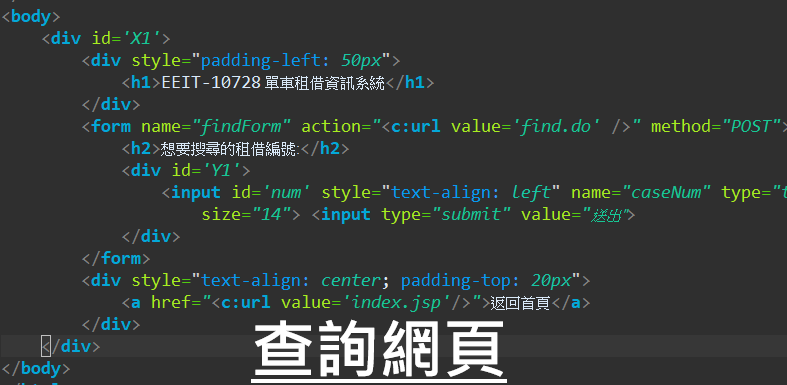 <body>
<div id='X1'>
<div style="padding-left: 50px">
<h1>EEIT-10728 單車租借資訊系統</h1>
</div>
<form name="findForm" action="<c:url value='find.do' />" method="POST">
<h2>想要搜尋的租借編號:</h2>
<div id='Y1'>
<input id='num' style="text-align: left" name="caseNum" type="t
size="14"> <input type="submit" value="送出">
</div>
</form>
<div style="text-align: center; padding-top: 20px">
<a href="<c:url value='index.jsp'/>">返回首頁</a>
</div>
</div>
查詢網頁
</body>